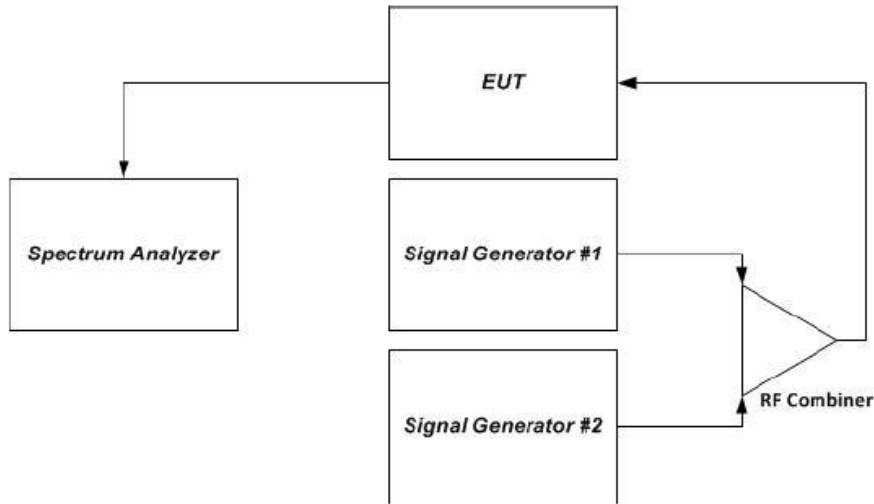 EUT
Spectrum Analyzer
Signal Generator #1
RF Combiner
Signal Generator #2